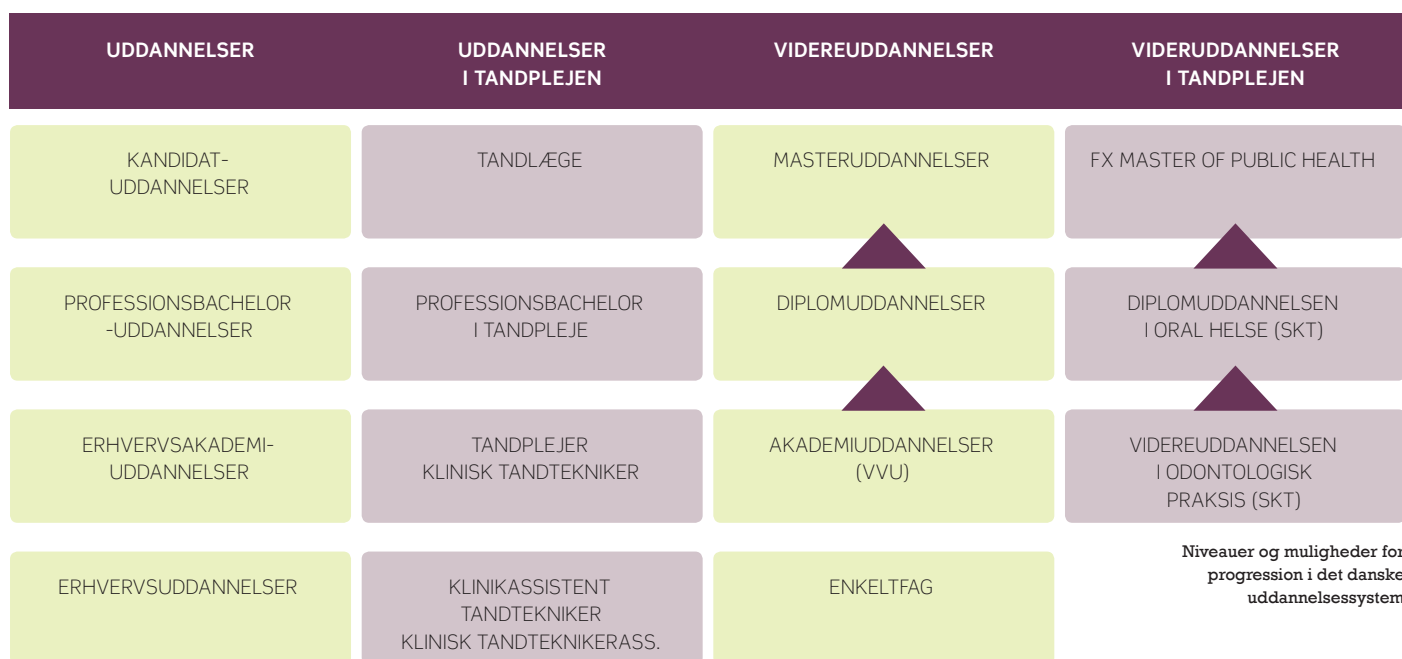 UDDANNELSER
UDDANNELSER
I TANDPLEJEN
VIDEREUDDANNELSER
VIDERUDDANNELSER
I TANDPLEJEN
KANDIDAT-
UDDANNELSER
TANDLÆGE
MASTERUDDANNELSER
FX MASTER OF PUBLIC HEALTH
PROFESSIONSBACHELOR
-UDDANNELSER
PROFESSIONSBACHELOR
I TANDPLEJE
DIPLOMUDDANNELSER
DIPLOMUDDANNELSEN
I ORAL HELSE (SKT)
ERHVERVSAKADEMI-
UDDANNELSER
TANDPLEJER
KLINISK TANDTEKNIKER
AKADEMIUDDANNELSER
(VVU)
VIDEREUDDANNELSEN
I ODONTOLOGISK
PRAKSIS (SKT)
ERHVERVSUDDANNELSER
KLINIKASSISTENT
TANDTEKNIKER
KLINISK TANDTEKNIKERASS.
ENKELTFAG
Niveauer og muligheder for
progression i det danske
uddannelsessystem